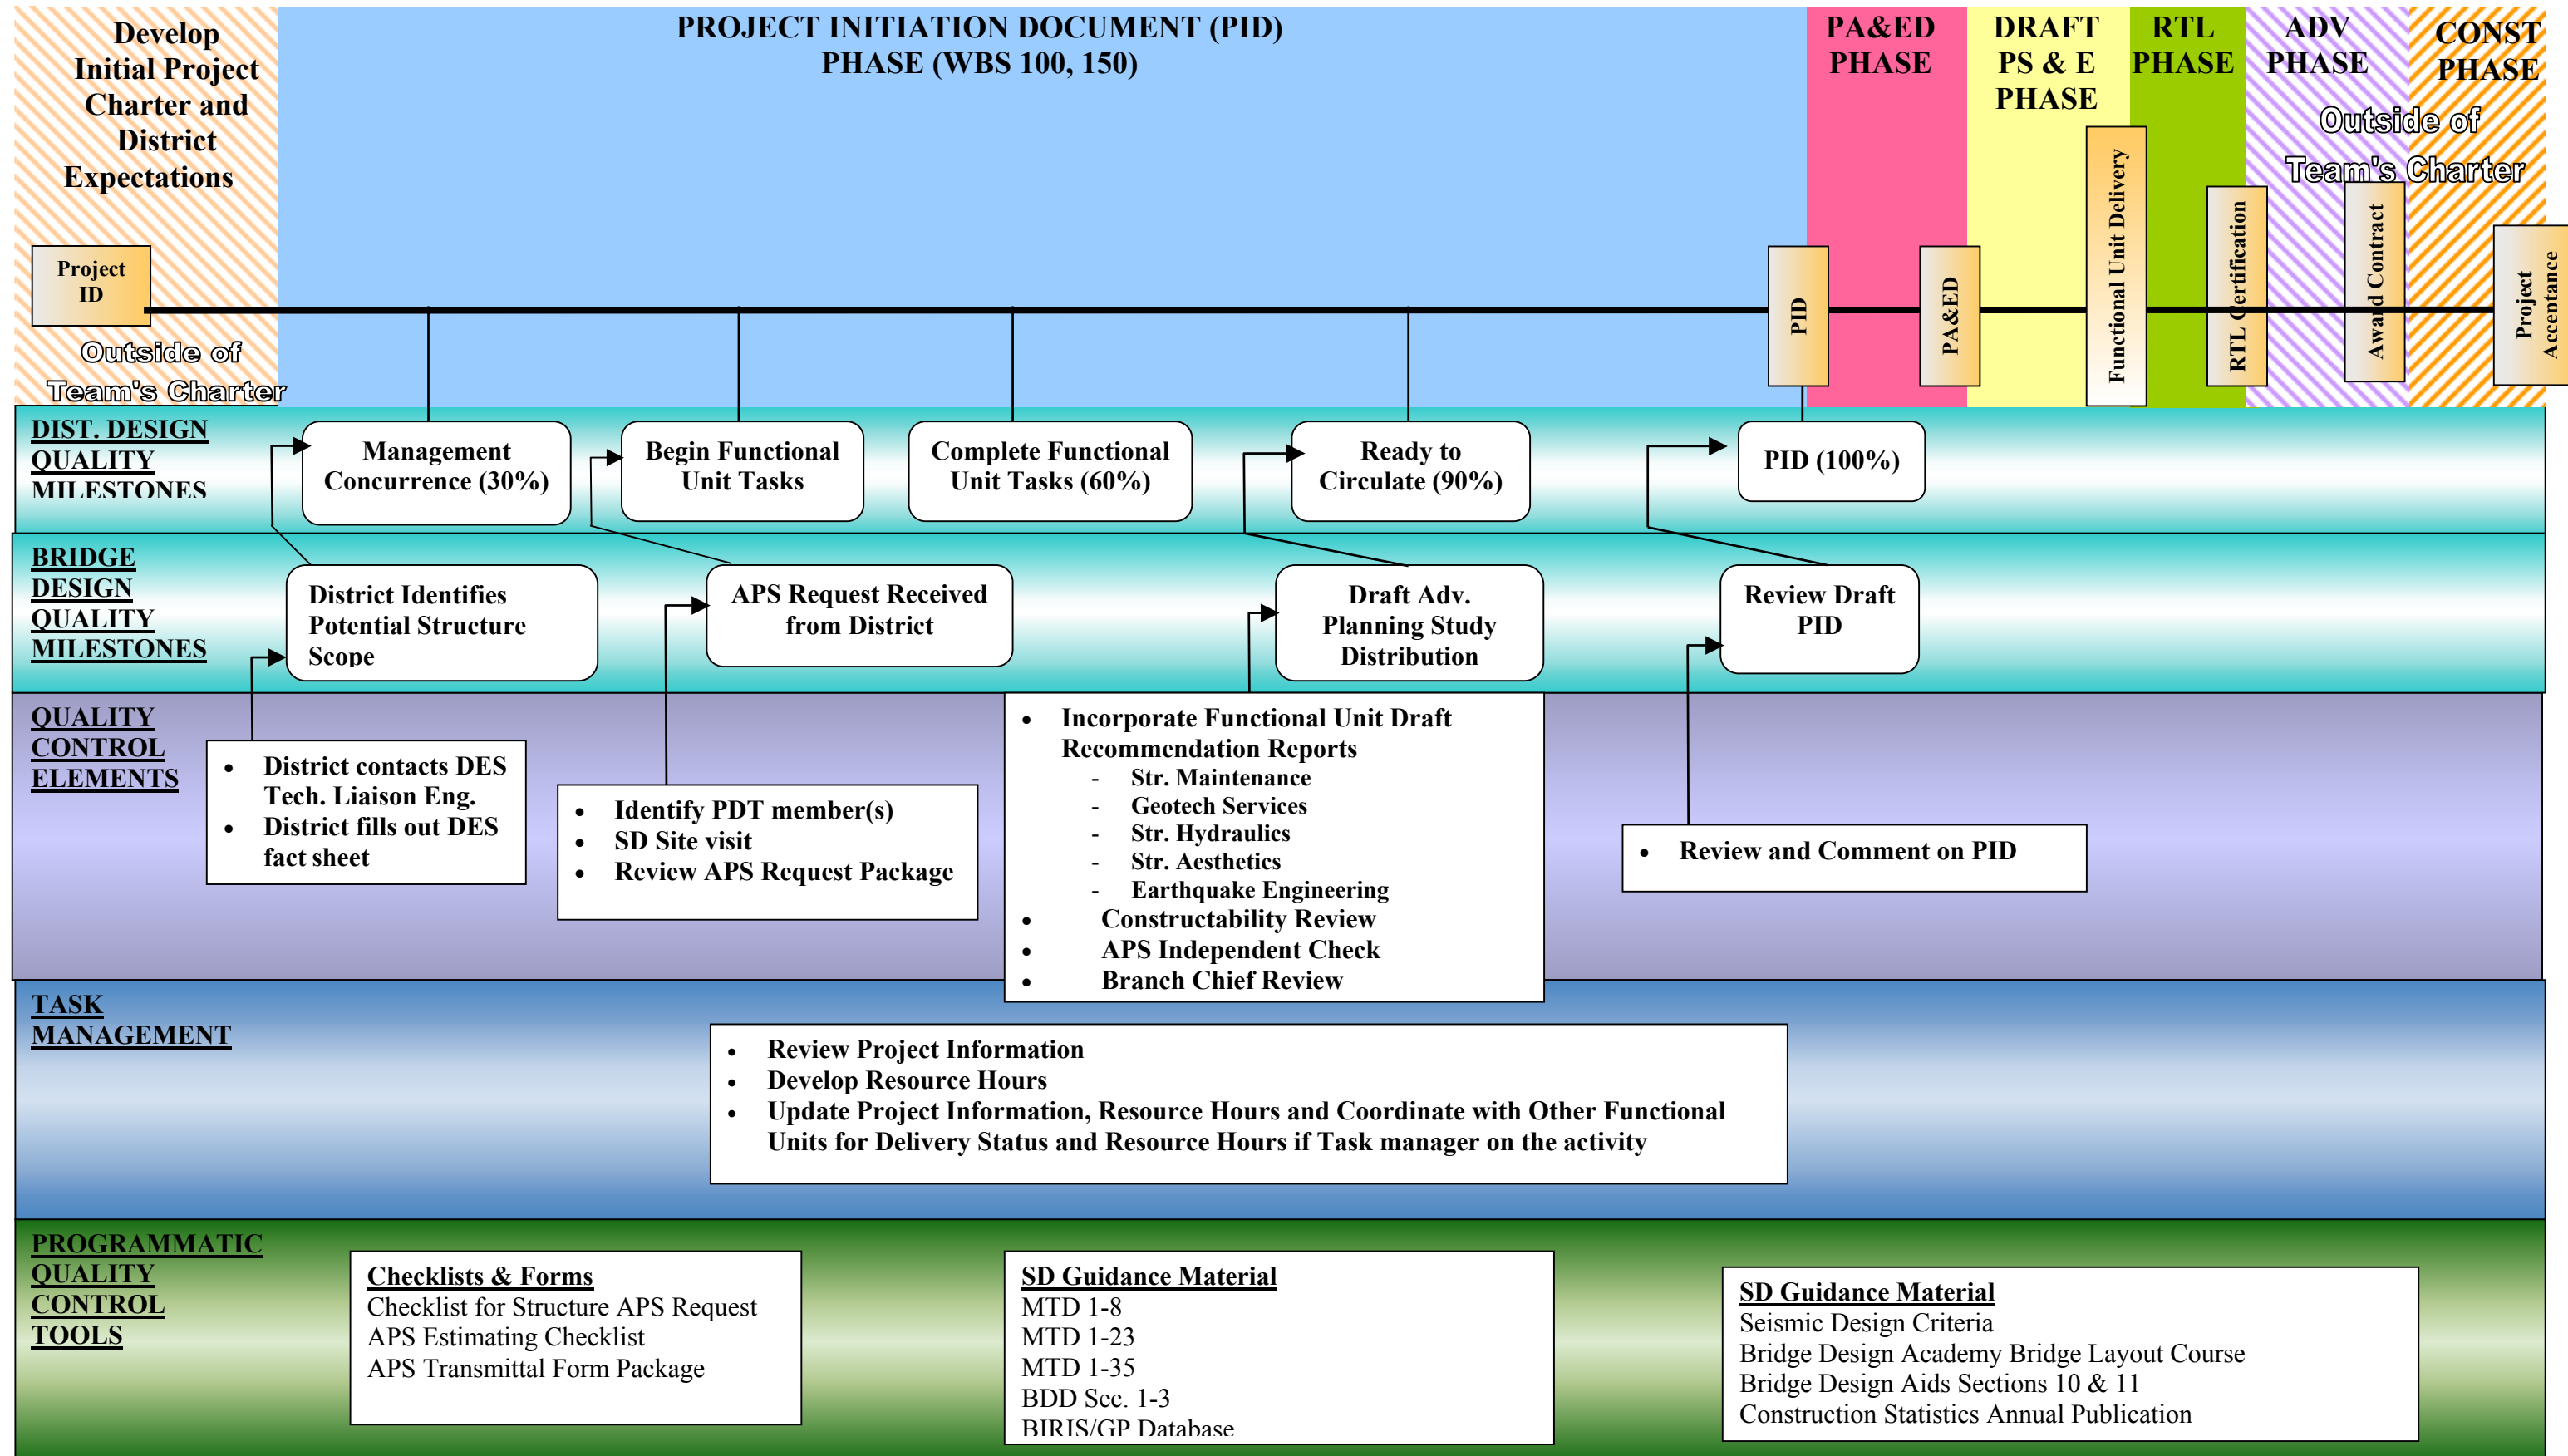 Develop
Initial Project
Charter and
District
Expectations
PROJECT INITIATION DOCUMENT (PID)
PHASE (WBS 100, 150)
PA&ED
PHASE
DRAFT
PS & E
PHASE
RTL
PHASE
ADV
PHASE
CONST
PHASE
Outside of
Team's Charter
Project
ID
Outside of
Team's Charter
PID
PA&ED
Functional Unit Delivery
RTL Certification
Award Contract
Project
Acceptance
DIST. DESIGN
QUALITY
MILESTONES
Management
Concurrence (30%)
Begin Functional
Unit Tasks
Complete Functional
Unit Tasks (60%)
Ready to
Circulate (90%)
PID (100%)
BRIDGE
DESIGN
QUALITY
MILESTONES
District Identifies
Potential Structure
Scope
APS Request Received
from District
Draft Adv.
Planning Study
Distribution
Review Draft
PID
QUALITY
CONTROL
ELEMENTS
• District contacts DES
Tech. Liaison Eng.
• District fills out DES
fact sheet
• Identify PDT member(s)
• SD Site visit
• Review APS Request Package
• Incorporate Functional Unit Draft
Recommendation Reports
- Str. Maintenance
- Geotech Services
- Str. Hydraulics
- Str. Aesthetics
- Earthquake Engineering
• Constructability Review
• APS Independent Check
• Branch Chief Review
• Review and Comment on PID
TASK
MANAGEMENT
• Review Project Information
• Develop Resource Hours
• Update Project Information, Resource Hours and Coordinate with Other Functional
Units for Delivery Status and Resource Hours if Task manager on the activity
PROGRAMMATIC
QUALITY
CONTROL
TOOLS
Checklists & Forms
Checklist for Structure APS Request
APS Estimating Checklist
APS Transmittal Form Package
SD Guidance Material
MTD 1-8
MTD 1-23
MTD 1-35
BDD Sec. 1-3
BIRIS/GP Database
SD Guidance Material
Seismic Design Criteria
Bridge Design Academy Bridge Layout Course
Bridge Design Aids Sections 10 & 11
Construction Statistics Annual Publication